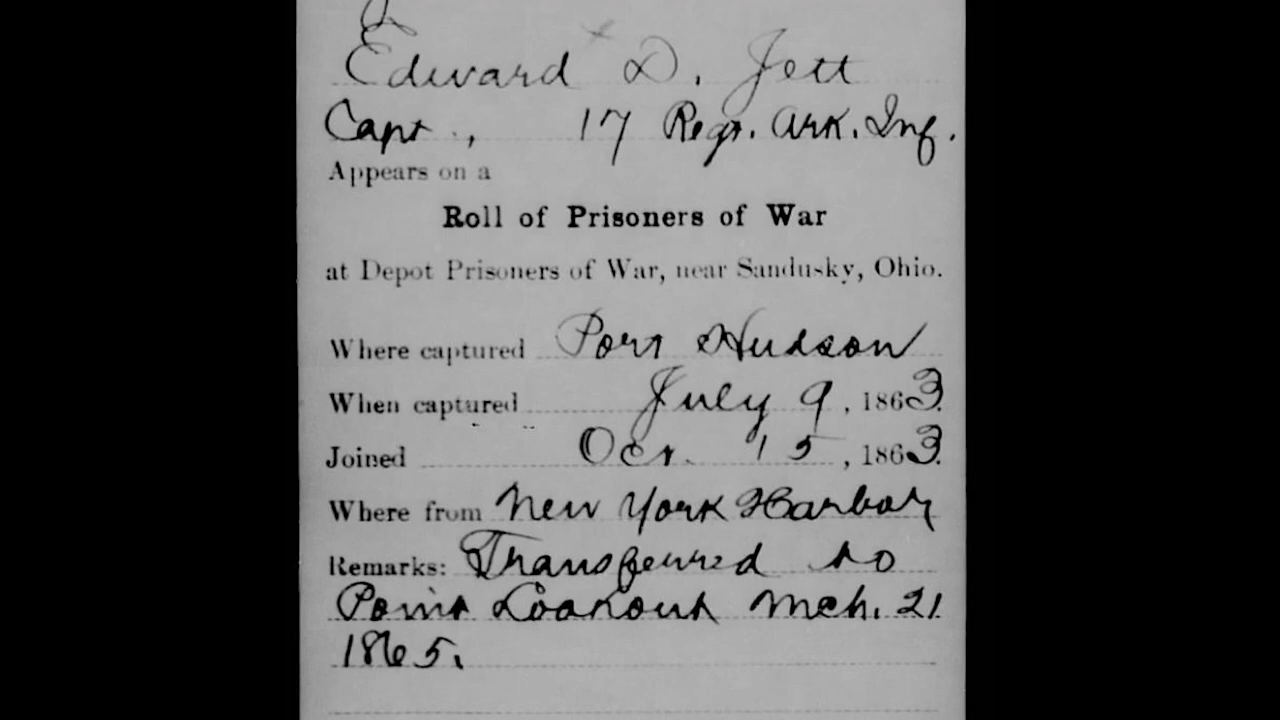 Edward D. Jett
Capt., 17 Regt. Ark. Inf.
Appears on a
Roll of Prisoners of War
at Depot Prisoners of War, near Sandusky, Ohio.
Where captured Port Hudson
When captured July 9, 1863.
Joined Oct. 15, 1863.
Where from New York Harbor
Remarks: Transferred to
Point Lookout Mch. 21
1865.